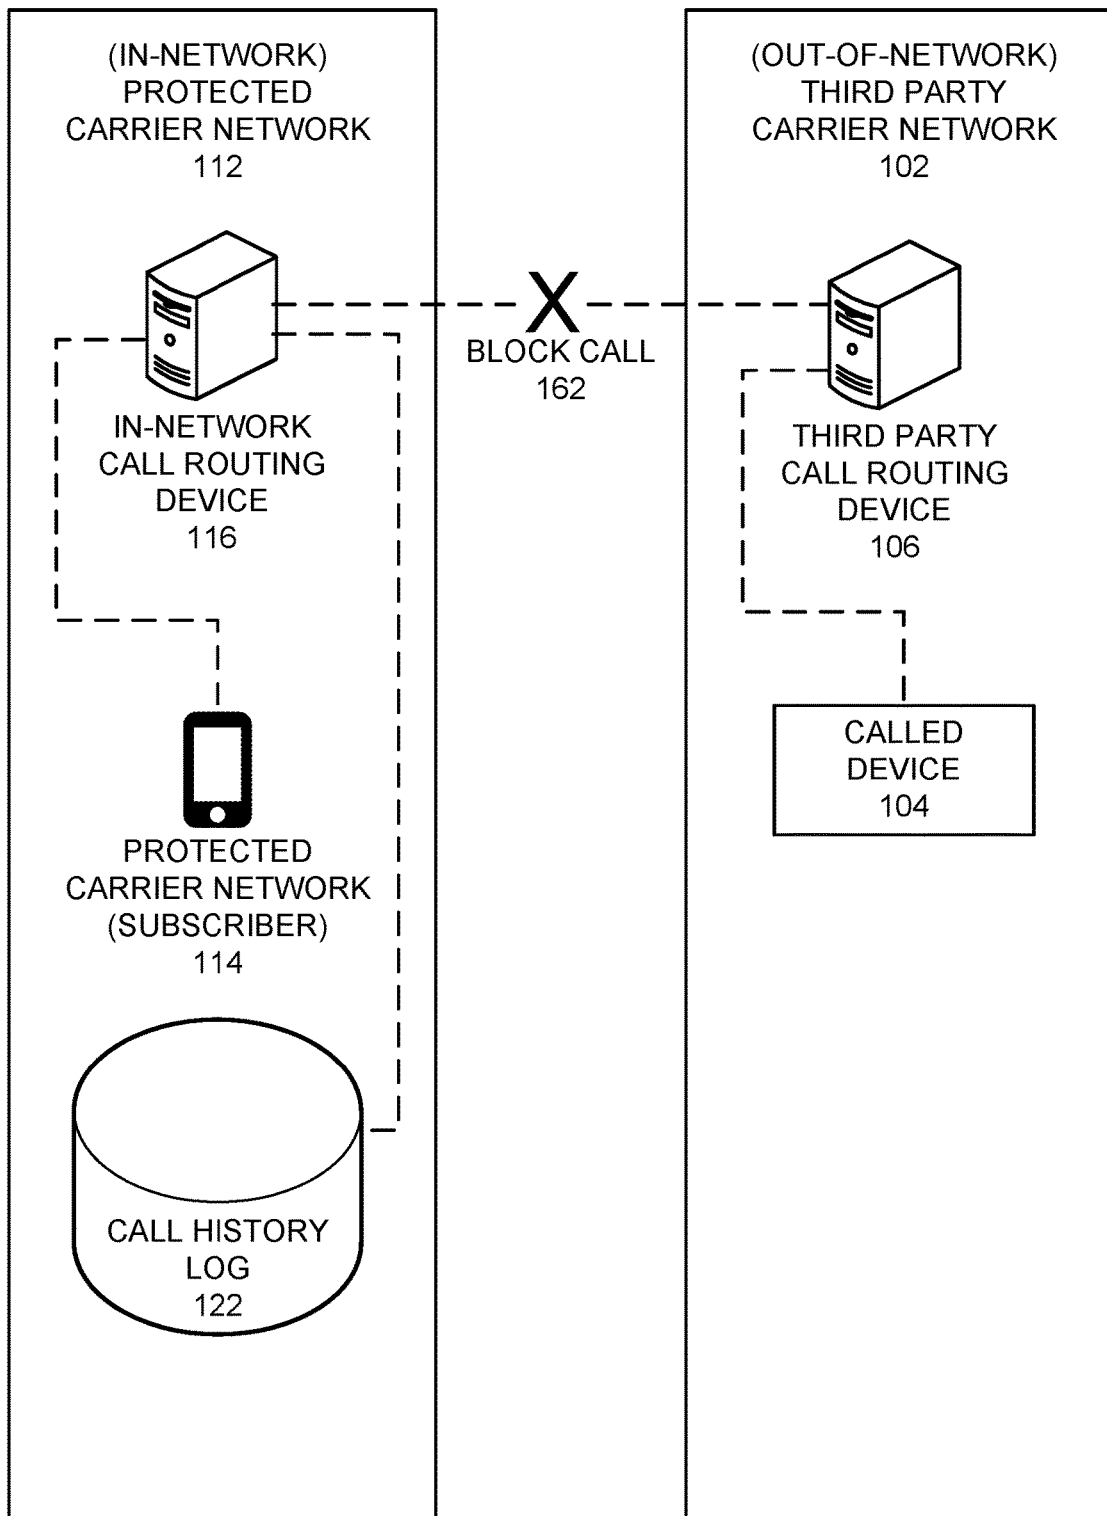 (IN-NETWORK)
PROTECTED
CARRIER NETWORK
112
(OUT-OF-NETWORK)
THIRD PARTY
CARRIER NETWORK
102
BLOCK CALL
162
IN-NETWORK
CALL ROUTING
DEVICE
116
THIRD PARTY
CALL ROUTING
DEVICE
106
CALLED
DEVICE
104
PROTECTED
CARRIER NETWORK
(SUBSCRIBER)
114
CALL HISTORY
LOG
122